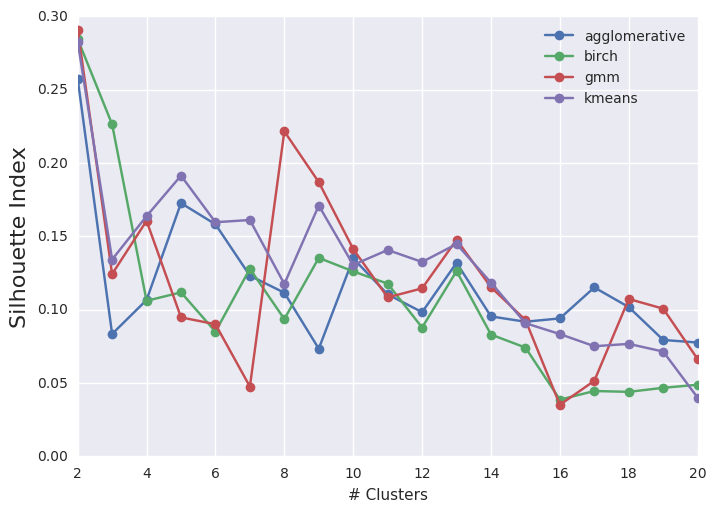 0.30
0.25
0.20
0.15
0.10
0.05
0.00
Silhouette Index
agglomerative
birch
gmm
kmeans
2 4 6 8 10 12 14 16 18 20
# Clusters